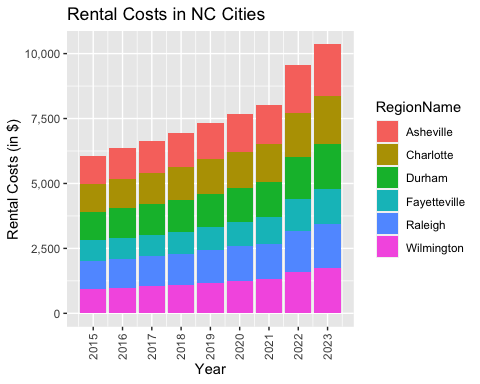 Rental Costs in NC Cities
Rental Costs (in $)
10,000
7,500
5,000
2,500
0
2015
2016
2017
2018
2019
2020
2021
2022
2023
Year
RegionName
Asheville
Charlotte
Durham
Fayetteville
Raleigh
Wilmington